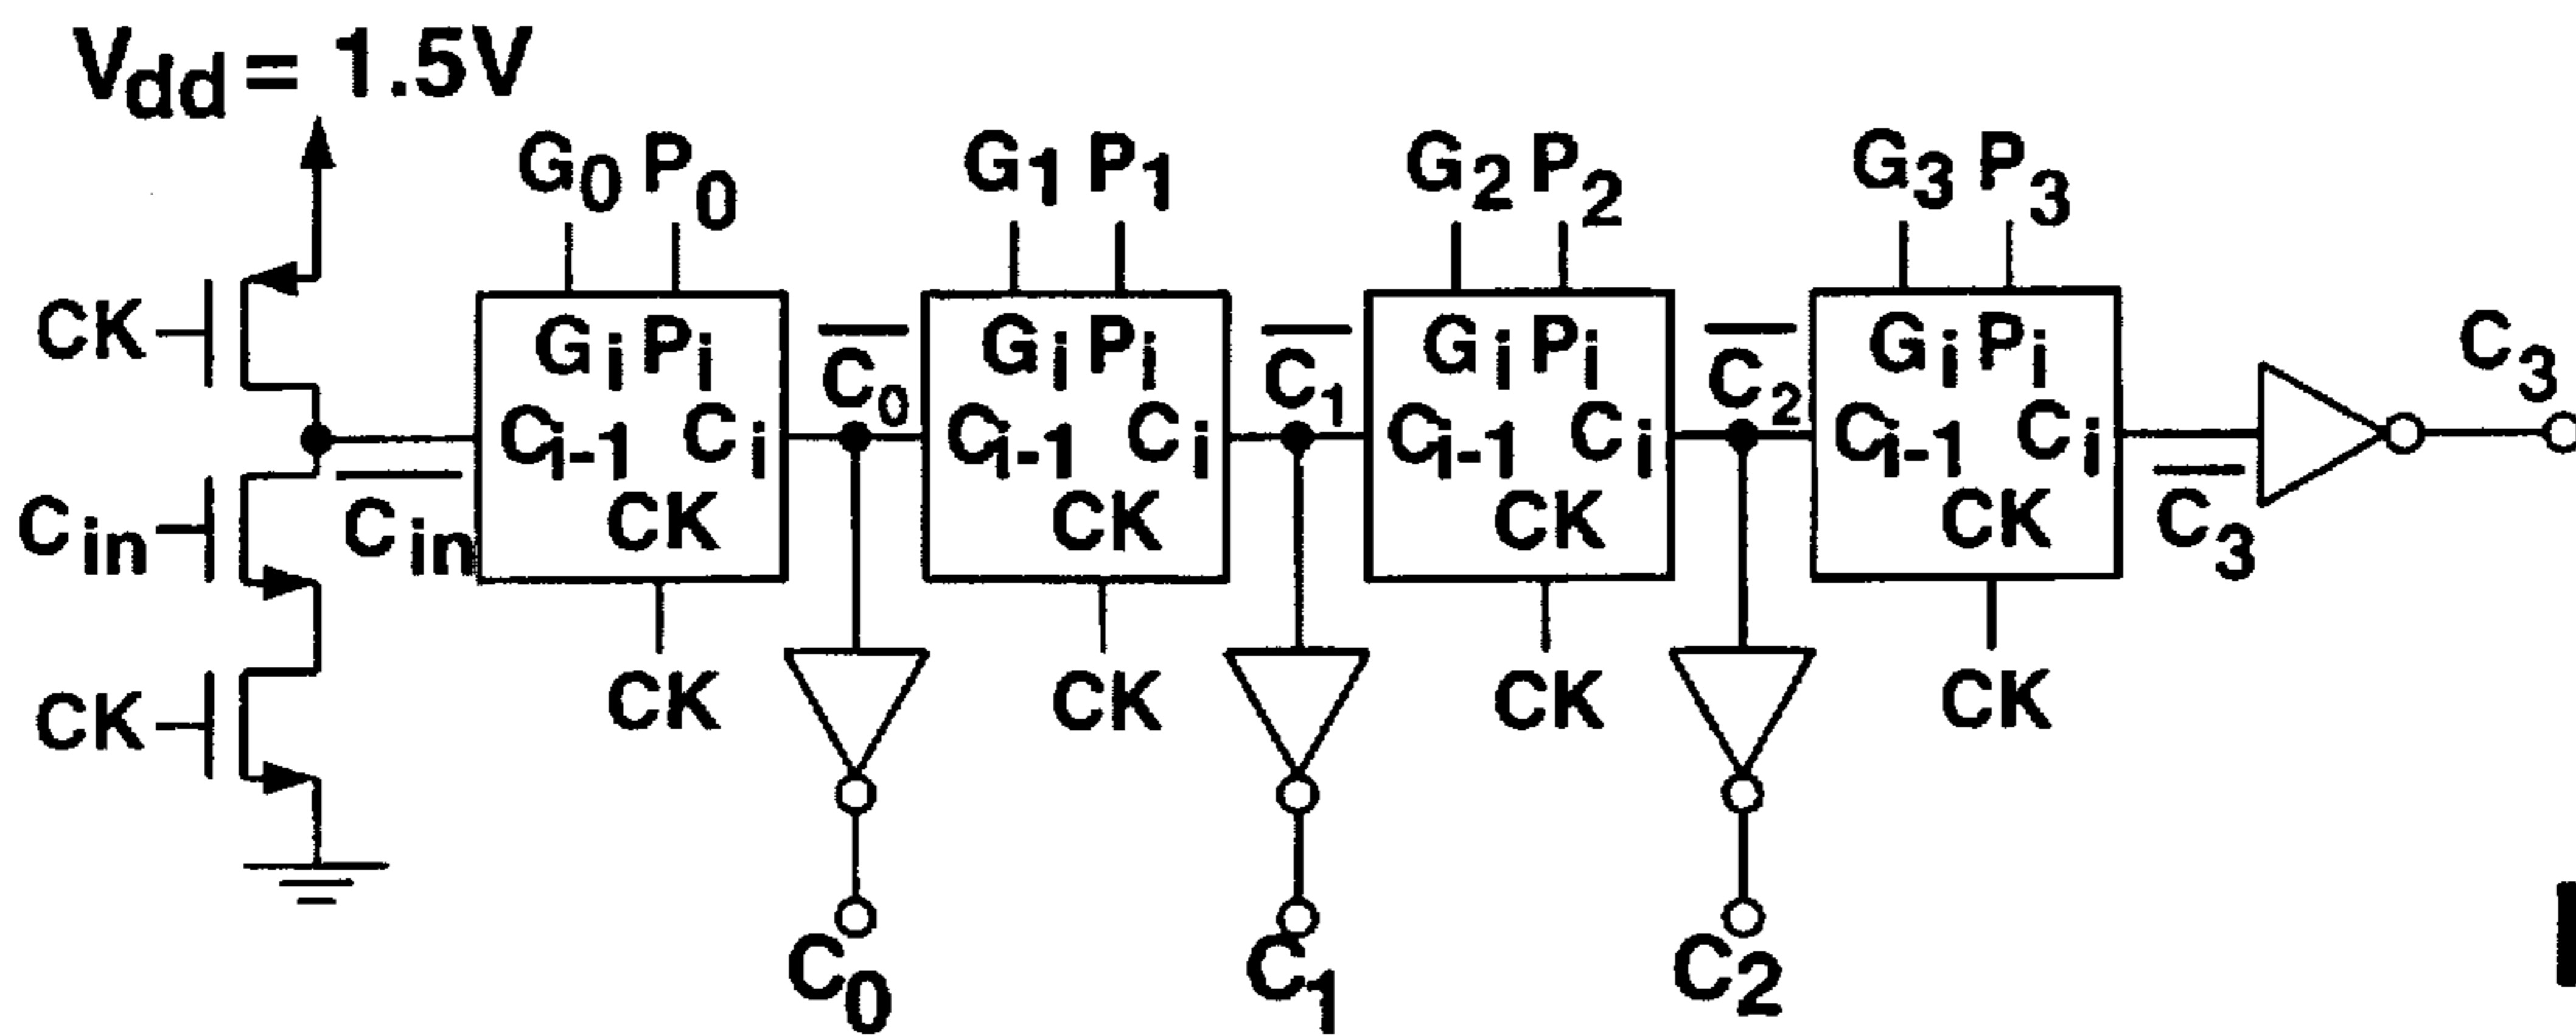 Vdd = 1.5V
G0 P0 G1 P1 G2 P2 G3 P3
CK Gi Pi C̅0̅ Gi Pi C̅1̅ Gi Pi C̅2̅ Gi Pi C3
Ci-1 Ci Ci-1 Ci Ci-1 Ci Ci-1 Ci
Cin C̅i̅n̅ CK CK CK CK C̅3̅
CK CK CK CK CK
C0 C1 C2